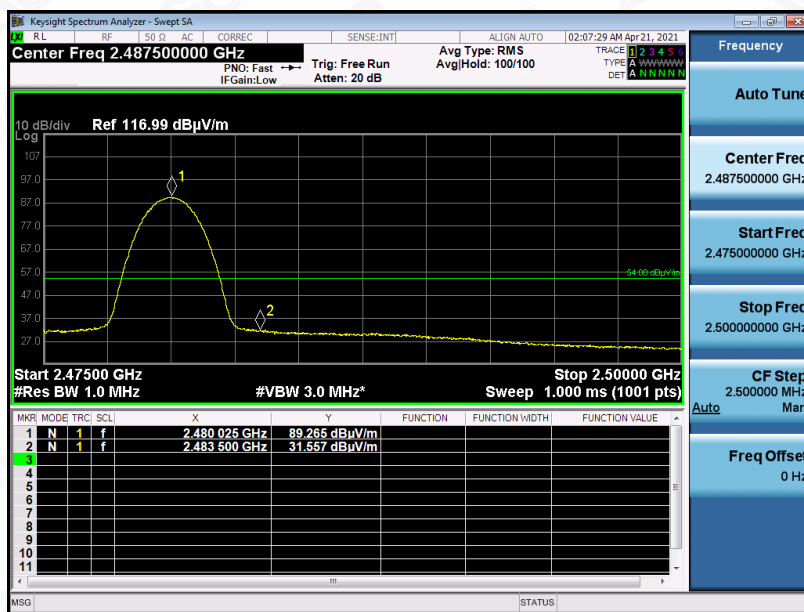 Keysight Spectrum Analyzer - Swept SA
LXI RL RF 50 Ω AC CORREC SENSE:INT ALIGN AUTO 02:07:29 AM Apr 21, 2021
Center Freq 2.487500000 GHz
PNO: Fast
IFGain:Low
Trig: Free Run
Atten: 20 dB
Avg Type: RMS
Avg|Hold: 100/100
TRACE 1 2 3 4 5 6
TYPE A WWWWW
DET A N N N N N
10 dB/div Ref 116.99 dBµV/m
Log
107
97.0
87.0
77.0
67.0
57.0
47.0
37.0
27.0
1
2
54.00 dBµV/m
Start 2.47500 GHz Stop 2.50000 GHz
#Res BW 1.0 MHz #VBW 3.0 MHz* Sweep 1.000 ms (1001 pts)
MKR MODE TRC SCL X Y FUNCTION FUNCTION WIDTH FUNCTION VALUE
1 N 1 f 2.480 025 GHz 89.265 dBµV/m
2 N 1 f 2.483 500 GHz 31.557 dBµV/m
3
4
5
6
7
8
9
10
11
MSG STATUS
Frequency
Auto Tune
Center Freq
2.487500000 GHz
Start Freq
2.475000000 GHz
Stop Freq
2.500000000 GHz
CF Step
2.500000 MHz
Auto Man
Freq Offset
0 Hz